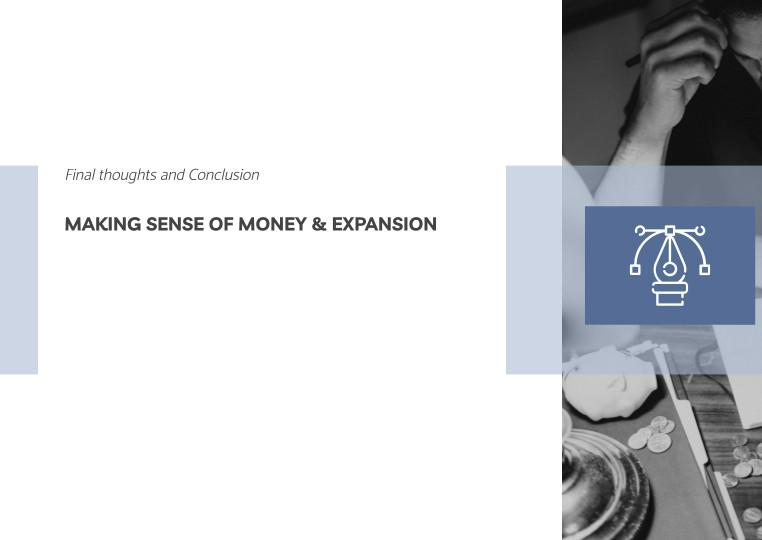 Final thoughts and Conclusion
MAKING SENSE OF MONEY & EXPANSION